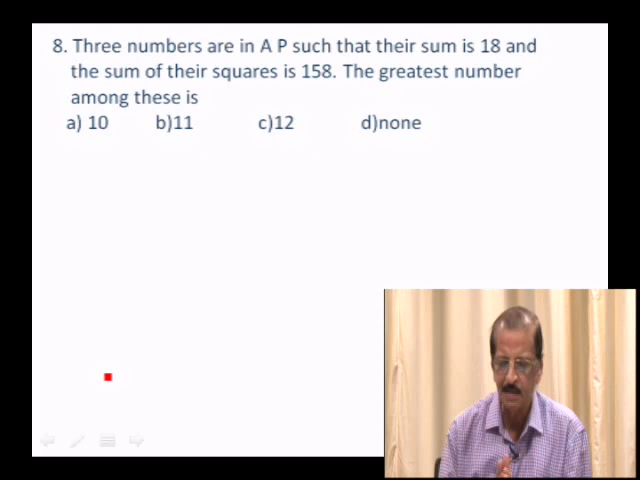 8. Three numbers are in A P such that their sum is 18 and
the sum of their squares is 158. The greatest number
among these is
a) 10 b)11 c)12 d)none